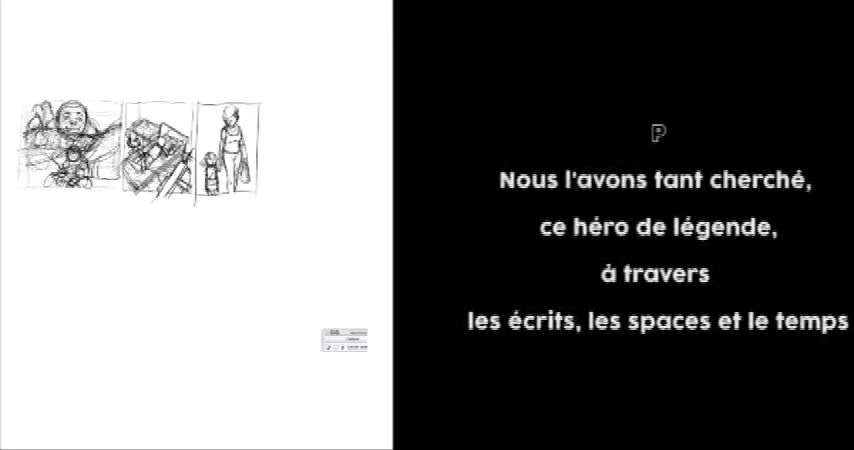 P
Nous l'avons tant cherché,
ce héro de légende,
à travers
les écrits, les spaces et le temps